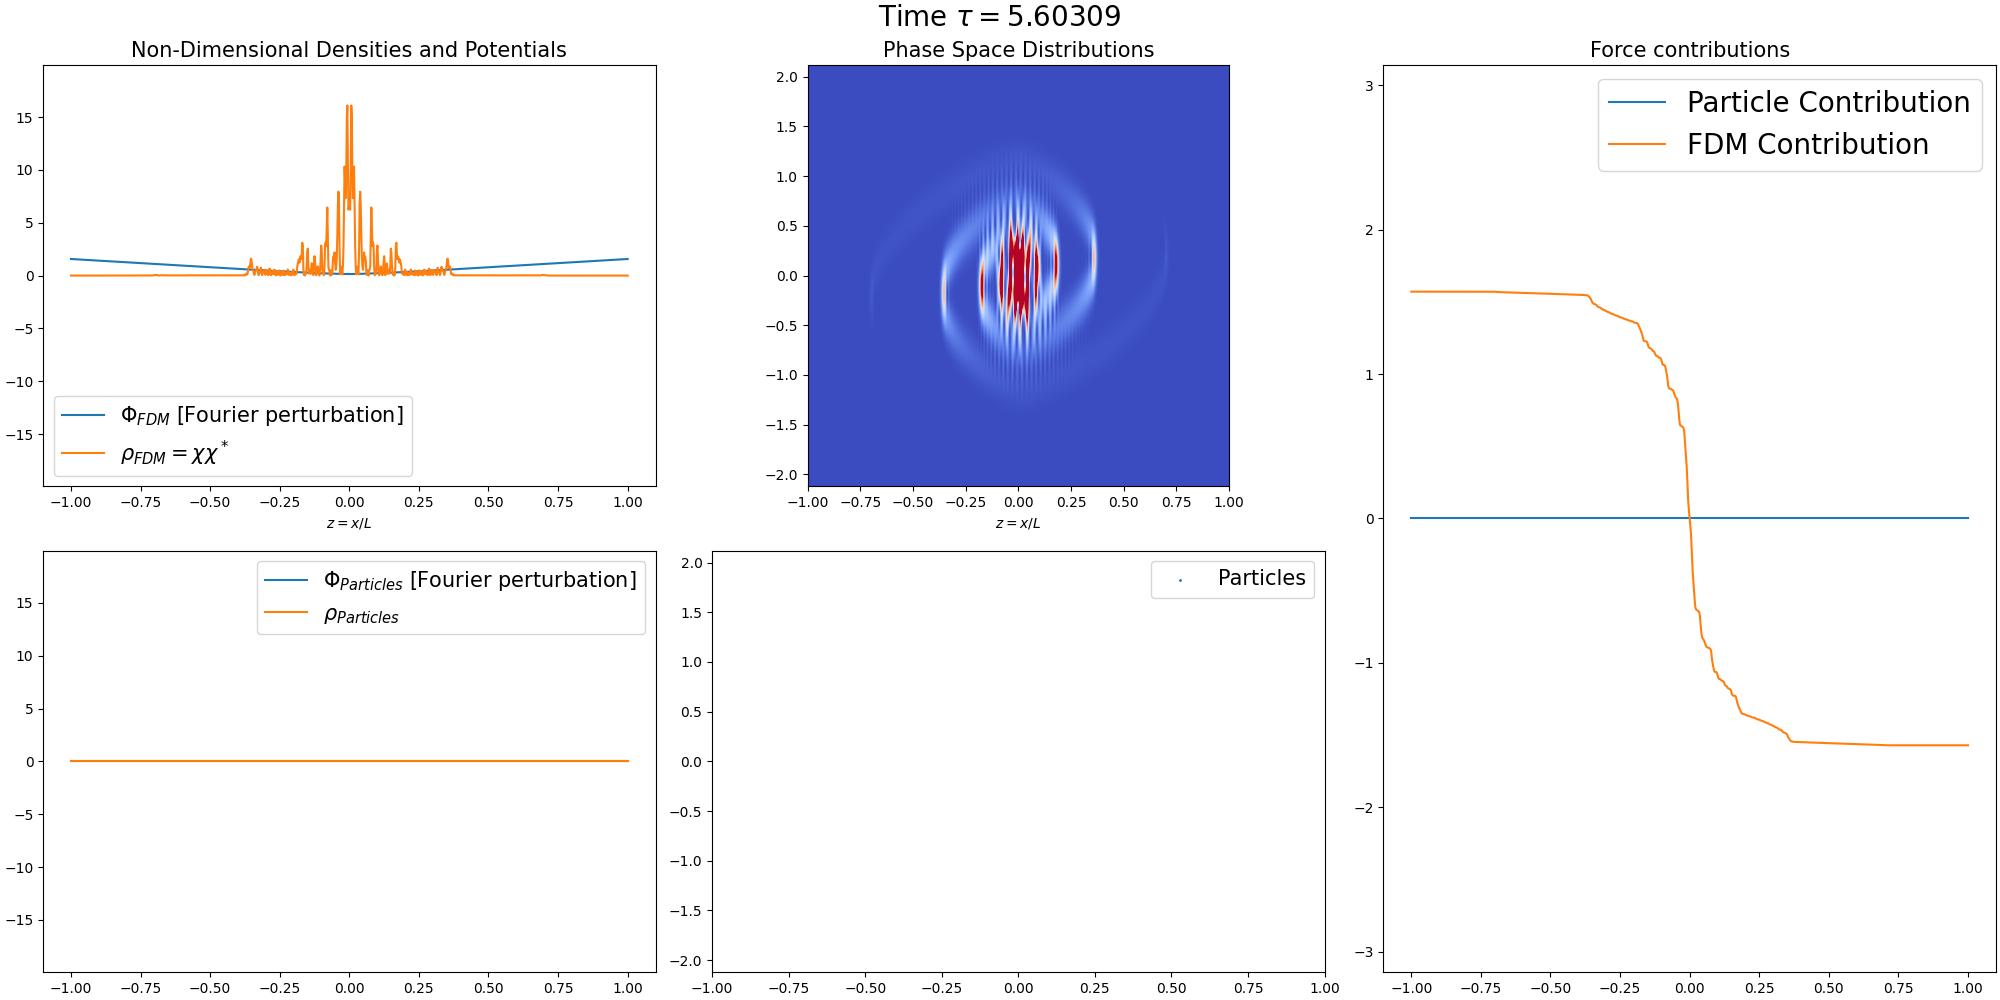 Time τ = 5.60309
Non-Dimensional Densities and Potentials
15
10
5
0
−5
−10
−15
Φ_{FDM} [Fourier perturbation]
ρ_{FDM} = χχ^*
−1.00 −0.75 −0.50 −0.25 0.00 0.25 0.50 0.75 1.00
z = x/L
Phase Space Distributions
2.0
1.5
1.0
0.5
0.0
−0.5
−1.0
−1.5
−2.0
−1.00 −0.75 −0.50 −0.25 0.00 0.25 0.50 0.75 1.00
z = x/L
Force contributions
Particle Contribution
FDM Contribution
3
2
1
0
−1
−2
−3
−1.00 −0.75 −0.50 −0.25 0.00 0.25 0.50 0.75 1.00
Φ_{Particles} [Fourier perturbation]
ρ_{Particles}
15
10
5
0
−5
−10
−15
−1.00 −0.75 −0.50 −0.25 0.00 0.25 0.50 0.75 1.00
Particles
2.0
1.5
1.0
0.5
0.0
−0.5
−1.0
−1.5
−2.0
−1.00 −0.75 −0.50 −0.25 0.00 0.25 0.50 0.75 1.00